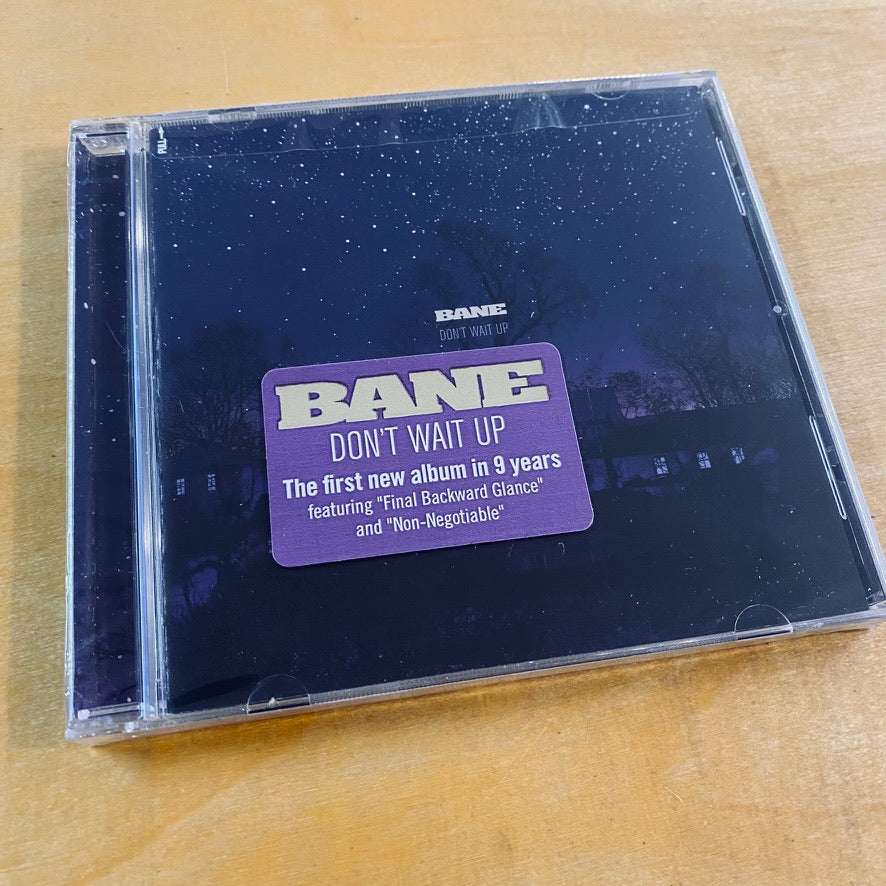 PULL→
BANE
DON'T WAIT UP
BANE
DON'T WAIT UP
The first new album in 9 years
featuring "Final Backward Glance"
and "Non-Negotiable"